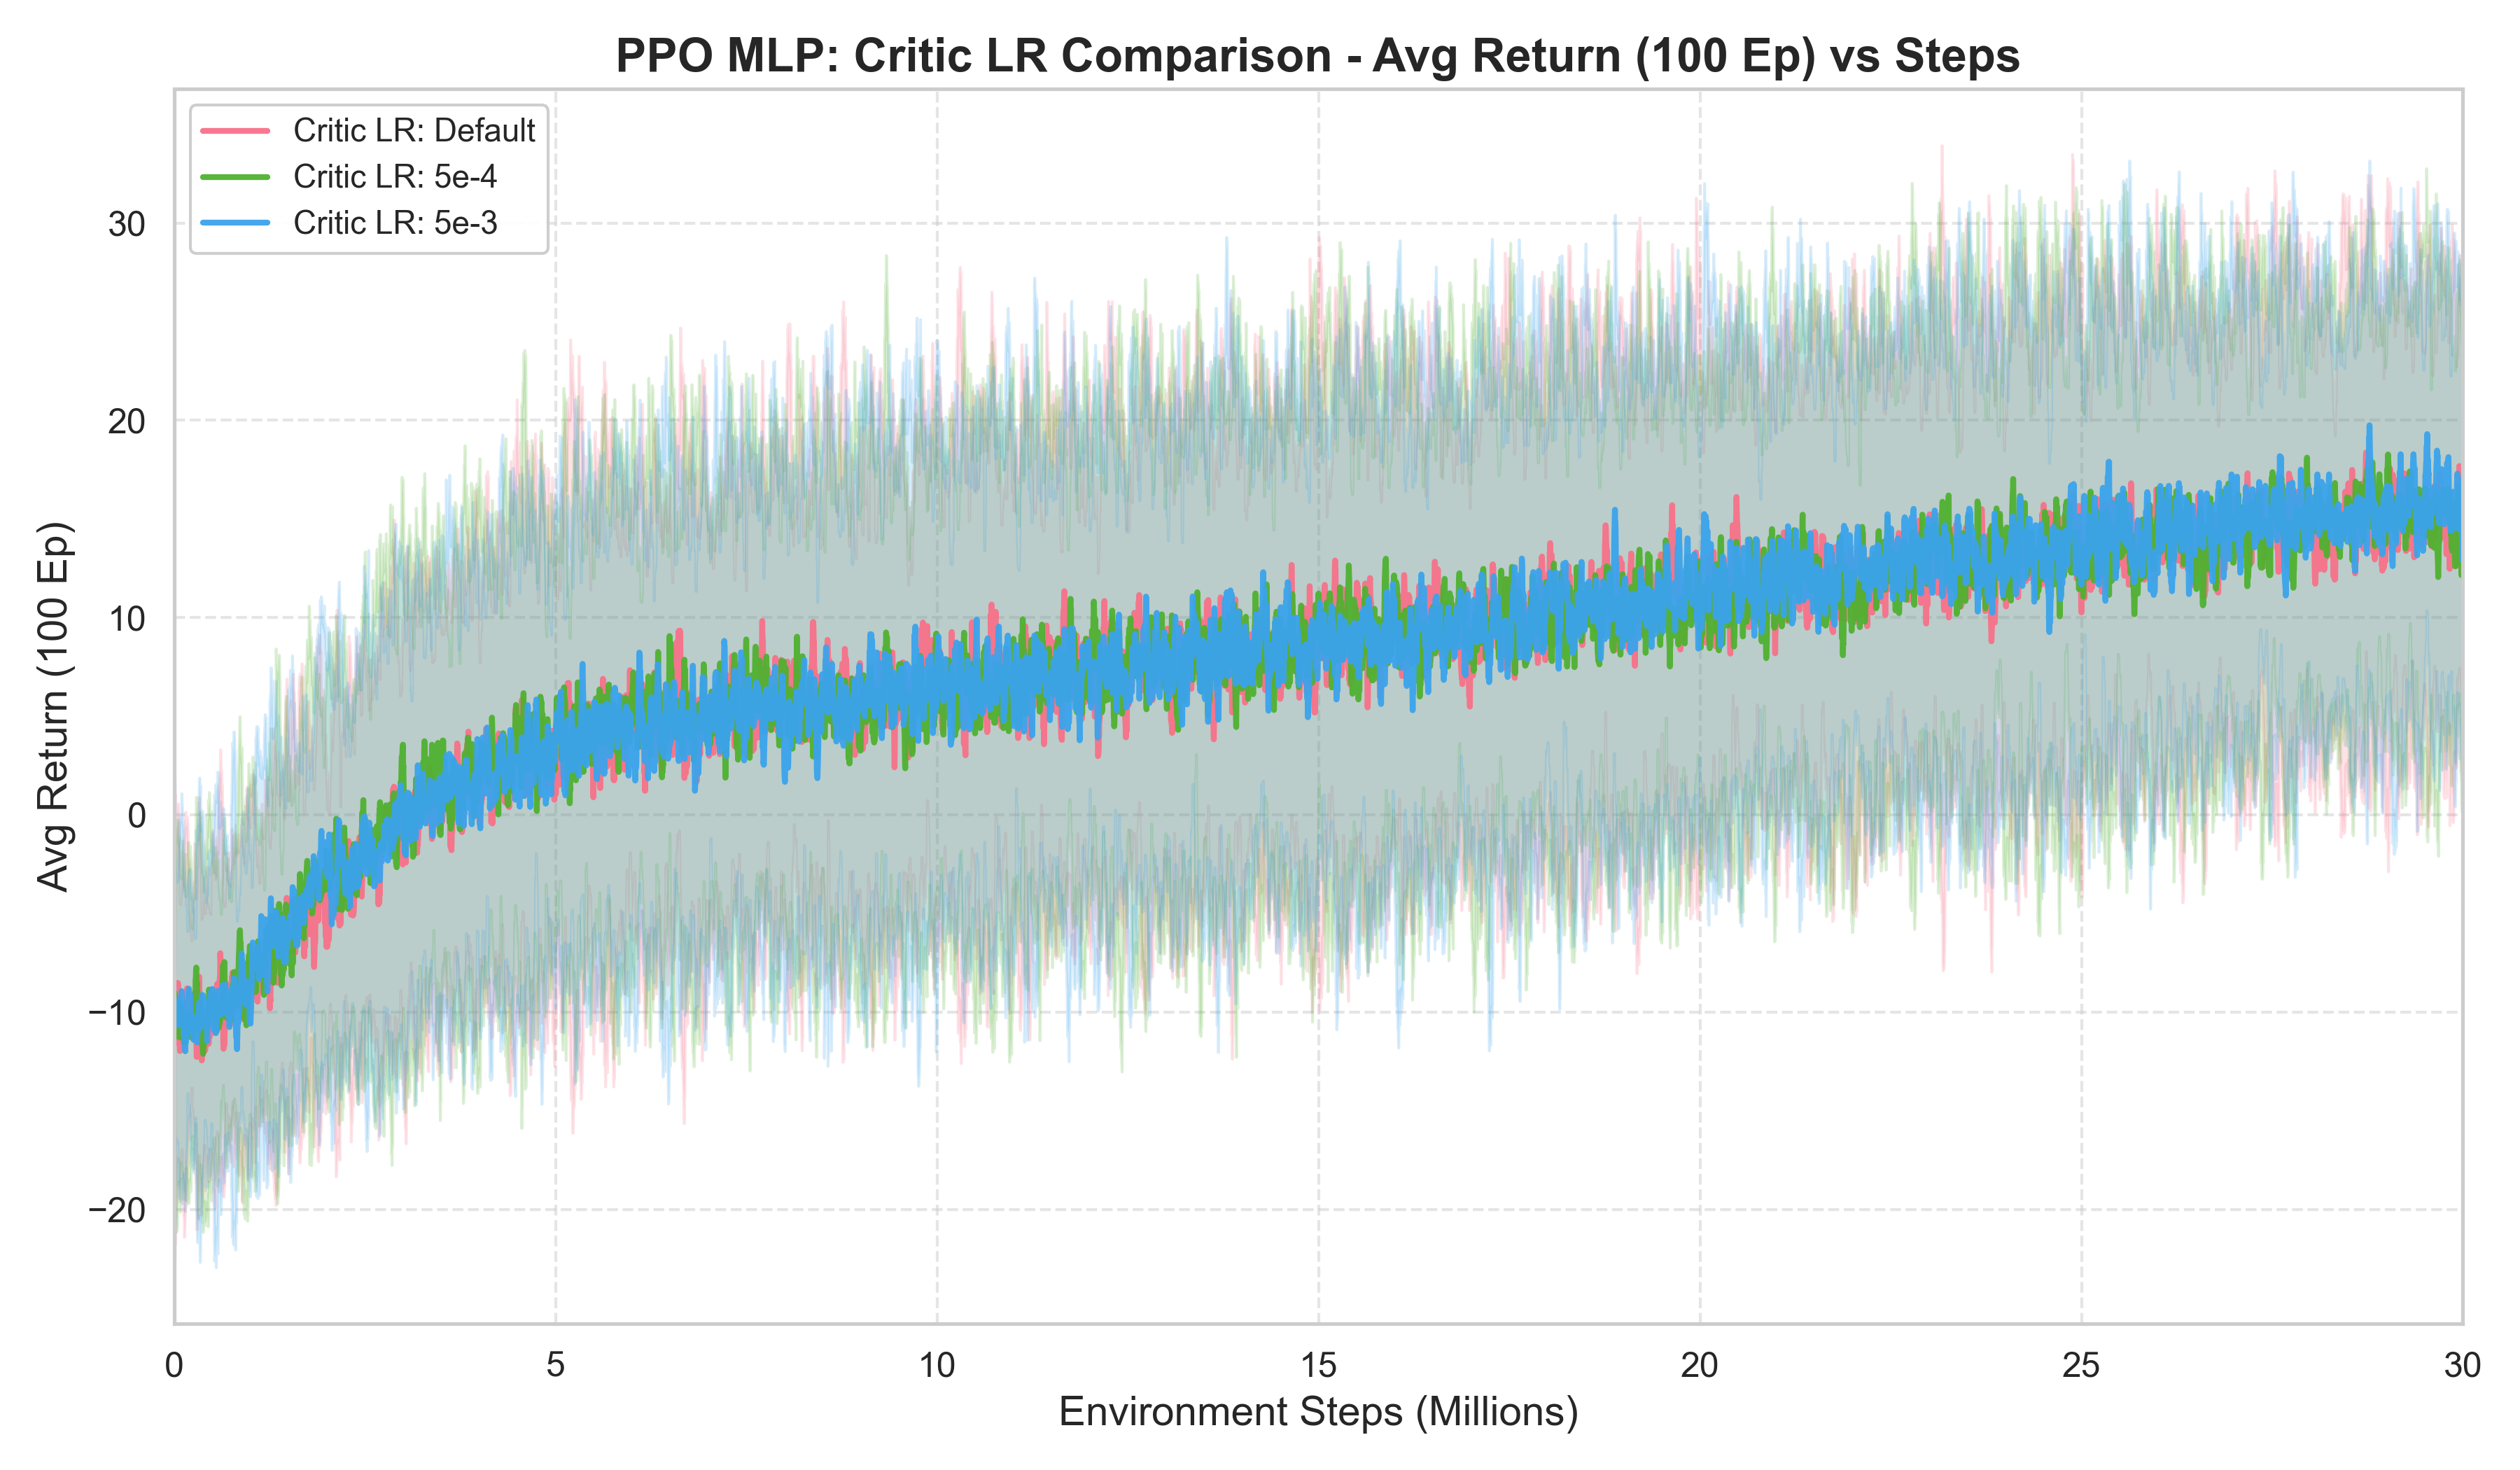 PPO MLP: Critic LR Comparison - Avg Return (100 Ep) vs Steps
Critic LR: Default
Critic LR: 5e-4
Critic LR: 5e-3
Avg Return (100 Ep)
30
20
10
0
−10
−20
0 5 10 15 20 25 30
Environment Steps (Millions)